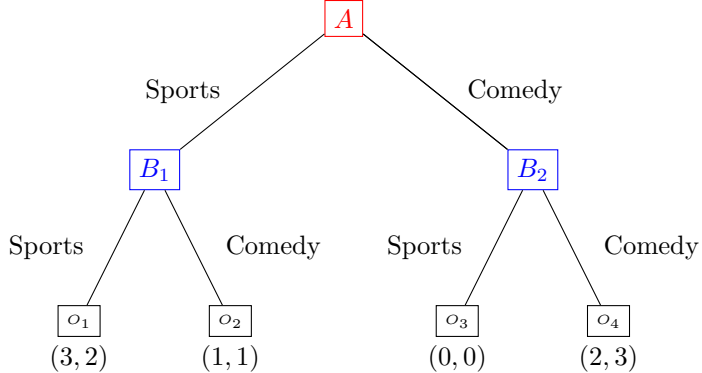 A
Sports Comedy
B₁ B₂
Sports Comedy Sports Comedy
O₁ O₂ O₃ O₄
(3, 2) (1, 1) (0, 0) (2, 3)